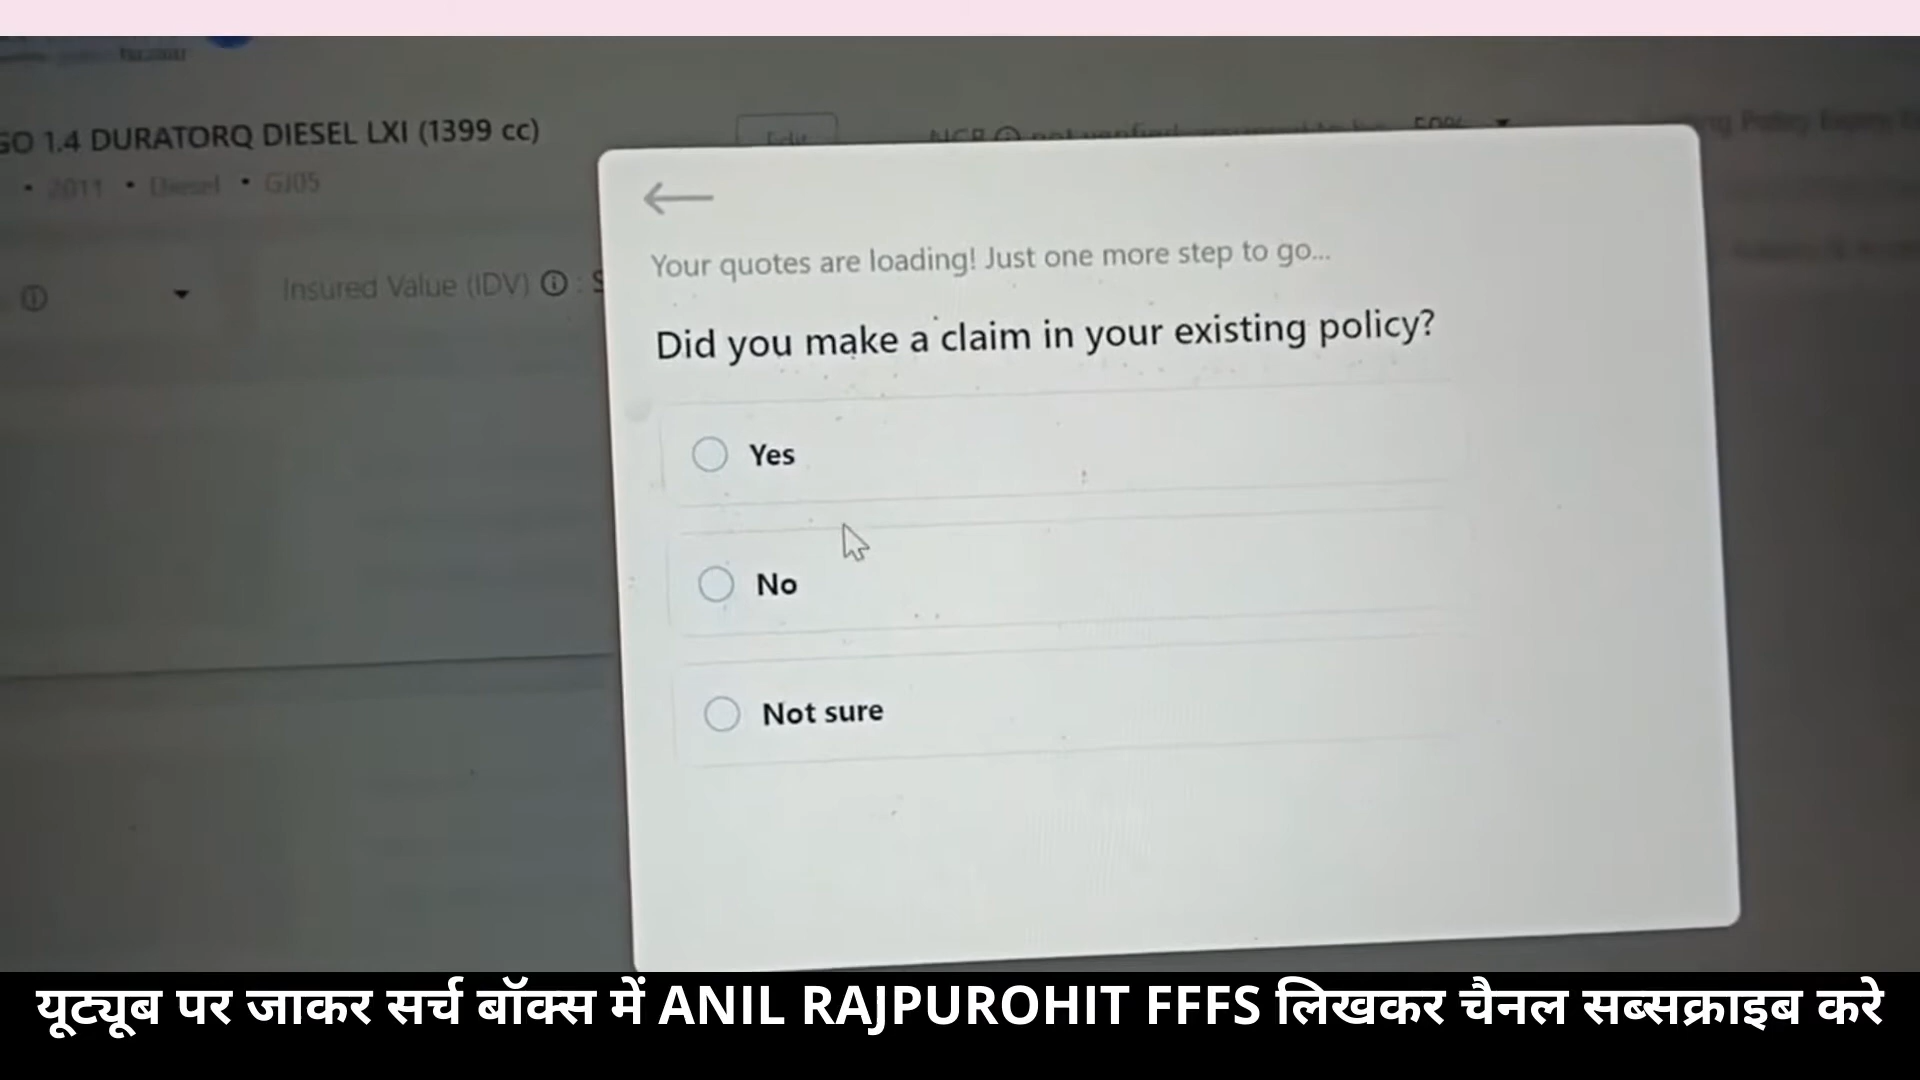 GO 1.4 DURATORQ DIESEL LXI (1399 cc)
Edit
50%
• 2011 • Diesel • GJ05
Insured Value (IDV) ⓘ : S
Your quotes are loading! Just one more step to go...
Did you make a claim in your existing policy?
Yes
No
Not sure
यूट्यूब पर जाकर सर्च बॉक्स में ANIL RAJPUROHIT FFFS लिखकर चैनल सब्सक्राइब करे